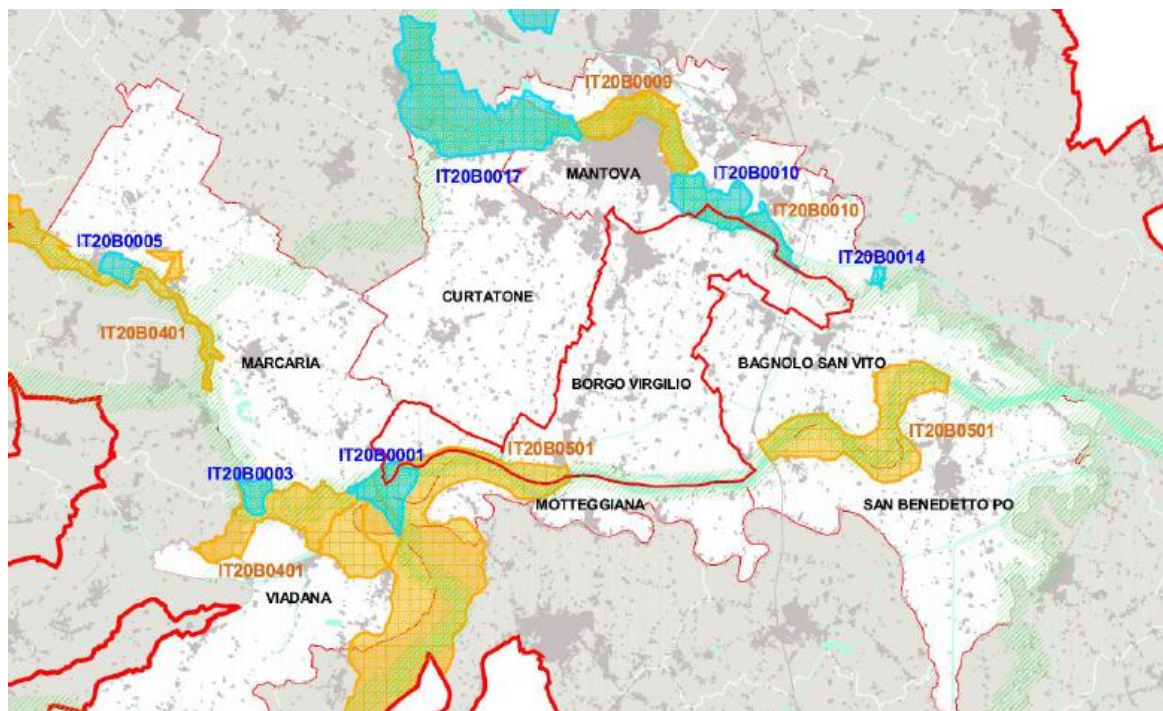 IT20B0009
IT20B0017
MANTOVA
IT20B0010
IT20B0010
IT20B0005
IT20B0014
CURTATONE
IT20B0401
MARCARIA
BAGNOLO SAN VITO
BORGO VIRGILIO
IT20B0501
IT20B0501
IT20B0001
IT20B0003
MOTTEGGIANA
SAN BENEDETTO PO
IT20B0401
VIADANA